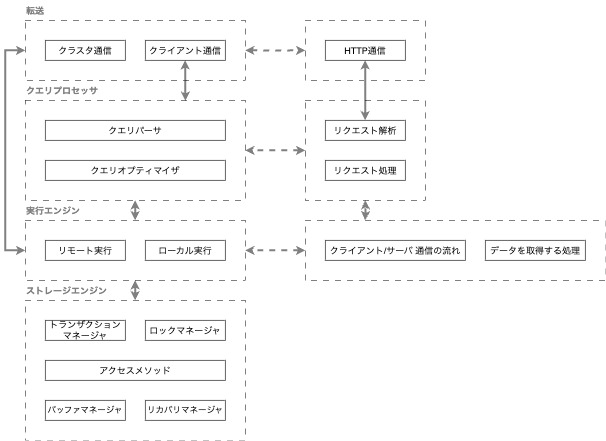 転送
クラスタ通信
クライアント通信
HTTP通信
クエリプロセッサ
クエリパーサ
リクエスト解析
クエリオプティマイザ
リクエスト処理
実行エンジン
リモート実行
ローカル実行
クライアント/サーバ 通信の流れ
データを取得する処理
ストレージエンジン
トランザクション
マネージャ
ロックマネージャ
アクセスメソッド
バッファマネージャ
リカバリマネージャ